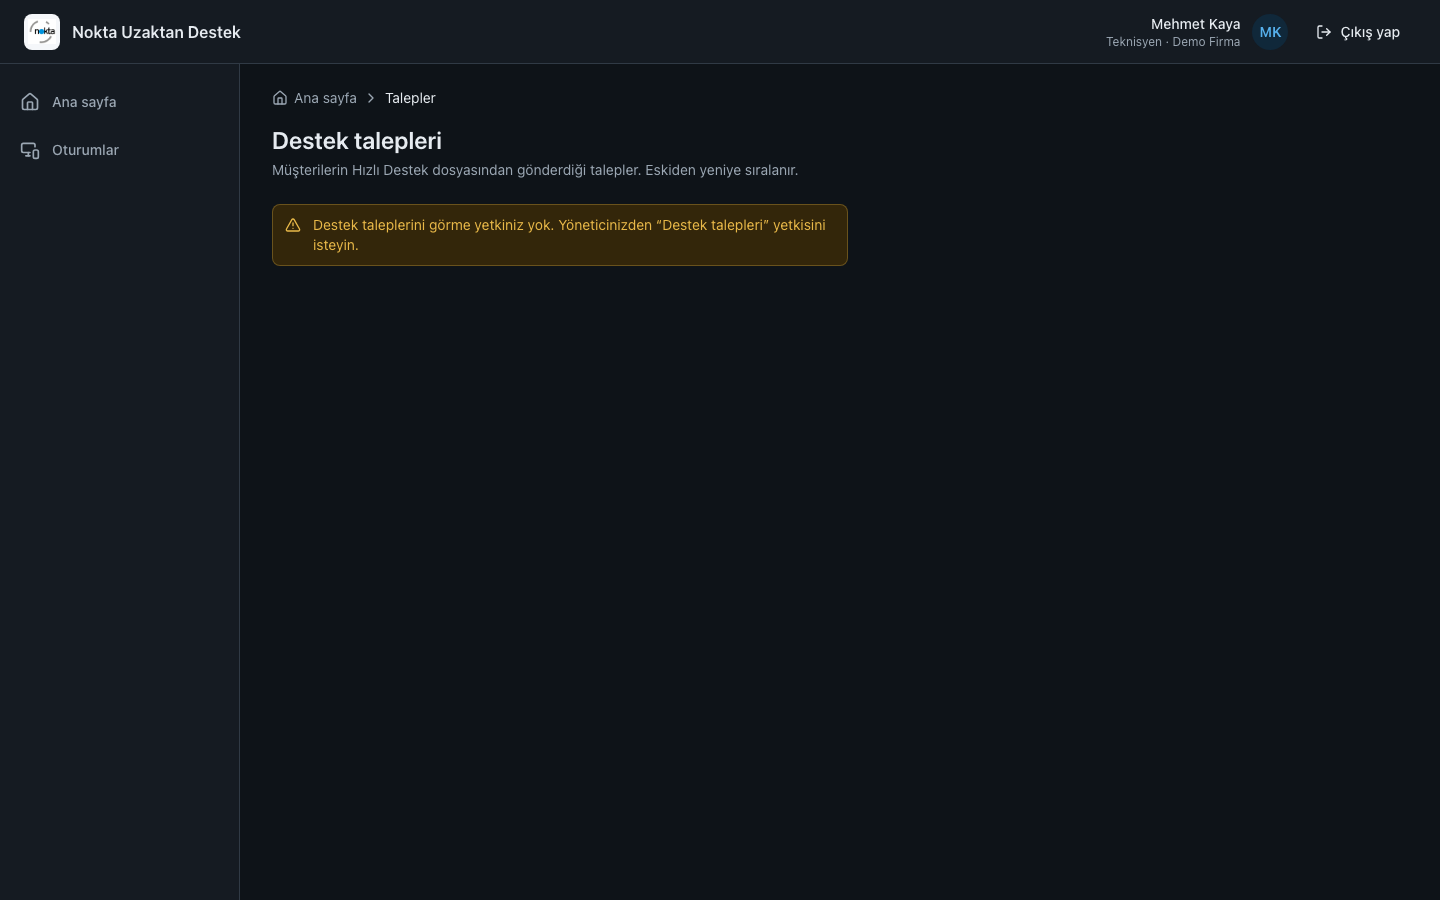 nokta
Nokta Uzaktan Destek
Mehmet Kaya
Teknisyen · Demo Firma
MK
Çıkış yap
Ana sayfa
Oturumlar
Ana sayfa
Talepler
Destek talepleri
Müşterilerin Hızlı Destek dosyasından gönderdiği talepler. Eskiden yeniye sıralanır.
Destek taleplerini görme yetkiniz yok. Yöneticinizden “Destek talepleri” yetkisini
isteyin.